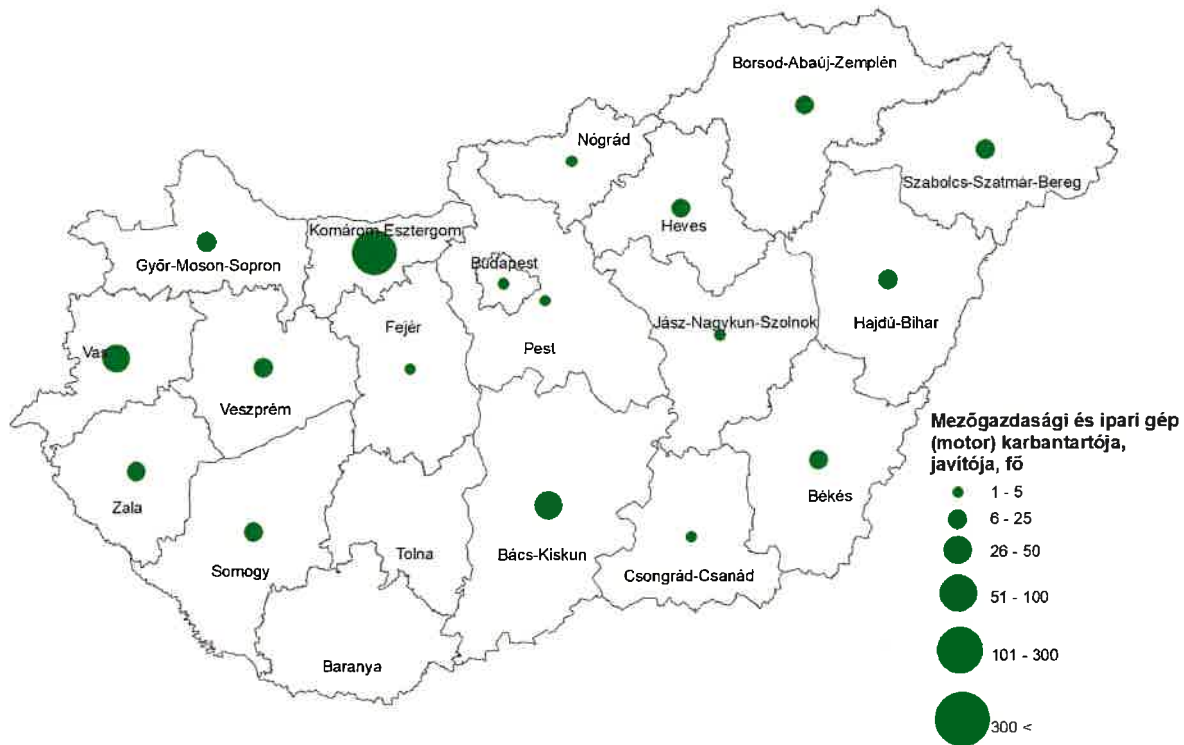 Borsod-Abaúj-Zemplén
Nógrád
Szabolcs-Szatmár-Bereg
Heves
Komárom-Esztergom
Győr-Moson-Sopron
Budapest
Jász-Nagykun-Szolnok
Hajdú-Bihar
Fejér
Pest
Vas
Veszprém
Zala
Somogy
Tolna
Bács-Kiskun
Csongrád-Csanád
Békés
Baranya
Mezőgazdasági és ipari gép
(motor) karbantartója,
javítója, fő
1 - 5
6 - 25
26 - 50
51 - 100
101 - 300
300 <